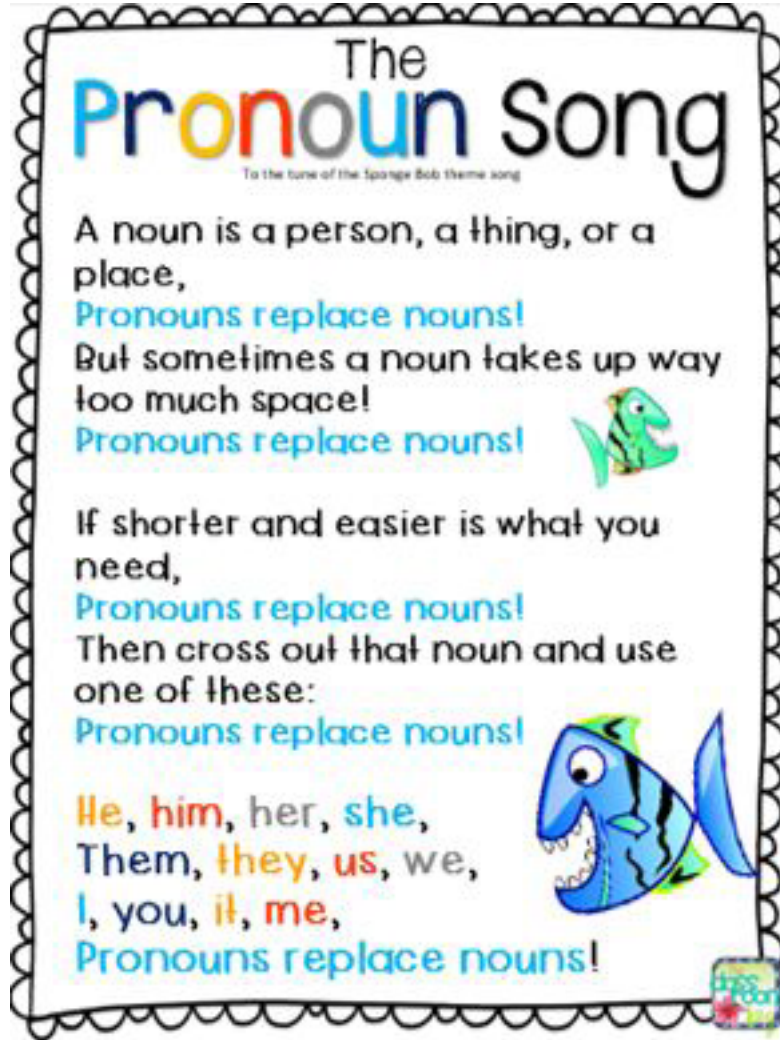 The
Pronoun Song
To the tune of the Sponge Bob theme song
A noun is a person, a thing, or a
place,
Pronouns replace nouns!
But sometimes a noun takes up way
too much space!
Pronouns replace nouns!
If shorter and easier is what you
need,
Pronouns replace nouns!
Then cross out that noun and use
one of these:
Pronouns replace nouns!
He, him, her, she,
Them, they, us, we,
I, you, it, me,
Pronouns replace nouns!